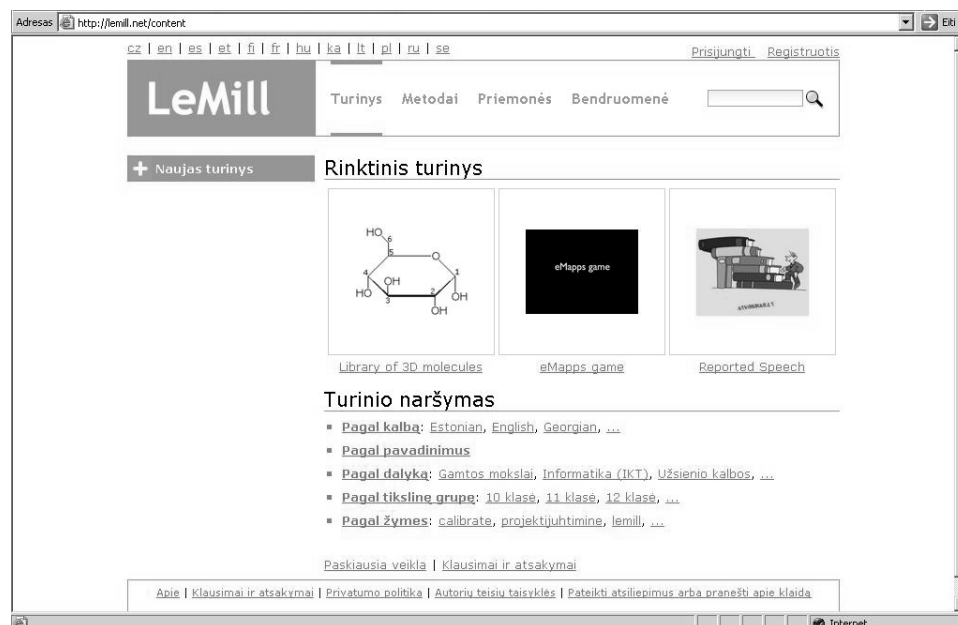 Adresas http://lemill.net/content Eiti
cz | en | es | et | fi | fr | hu | ka | lt | pl | ru | se
Prisijungti Registruotis
LeMill
Turinys Metodai Priemonės Bendruomenė
Naujas turinys
Rinktinis turinys
HO
6
5
O
4
OH
1
HO
3
2
OH
OH
eMapps game
Library of 3D molecules
eMapps game
Reported Speech
Turinio naršymas
Pagal kalbą: Estonian, English, Georgian, ...
Pagal pavadinimus
Pagal dalyką: Gamtos mokslai, Informatika (IKT), Užsienio kalbos, ...
Pagal tikslinę grupę: 10 klasė, 11 klasė, 12 klasė, ...
Pagal žymes: calibrate, projektijuhtimine, lemill, ...
Paskiausia veikla | Klausimai ir atsakymai
Apie | Klausimai ir atsakymai | Privatumo politika | Autorių teisių taisyklės | Pateikti atsiliepimus arba pranešti apie klaidą
Internet